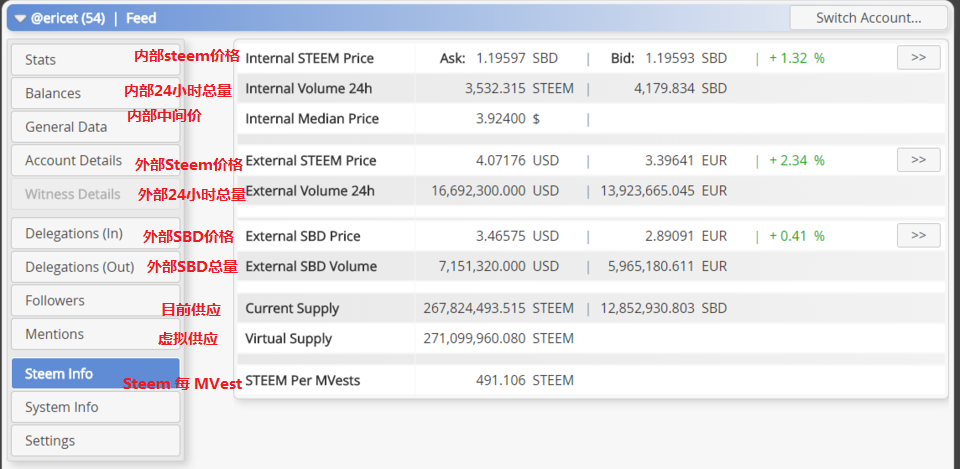 @ericet (54) | Feed
Switch Account...
Stats
内部steem价格
Internal STEEM Price Ask: 1.19597 SBD | Bid: 1.19593 SBD | + 1.32 % >>
Balances
内部24小时总量
Internal Volume 24h 3,532.315 STEEM | 4,179.834 SBD
General Data
内部中间价
Internal Median Price 3.92400 $ |
Account Details
外部Steem价格
External STEEM Price 4.07176 USD | 3.39641 EUR | + 2.34 % >>
Witness Details
外部24小时总量
External Volume 24h 16,692,300.000 USD | 13,923,665.045 EUR
Delegations (In)
外部SBD价格
External SBD Price 3.46575 USD | 2.89091 EUR | + 0.41 % >>
Delegations (Out)
外部SBD总量
External SBD Volume 7,151,320.000 USD | 5,965,180.611 EUR
Followers
目前供应
Current Supply 267,824,493.515 STEEM | 12,852,930.803 SBD
Mentions
虚拟供应
Virtual Supply 271,099,960.080 STEEM
Steem Info
Steem 每 MVest
STEEM Per MVests 491.106 STEEM
System Info
Settings